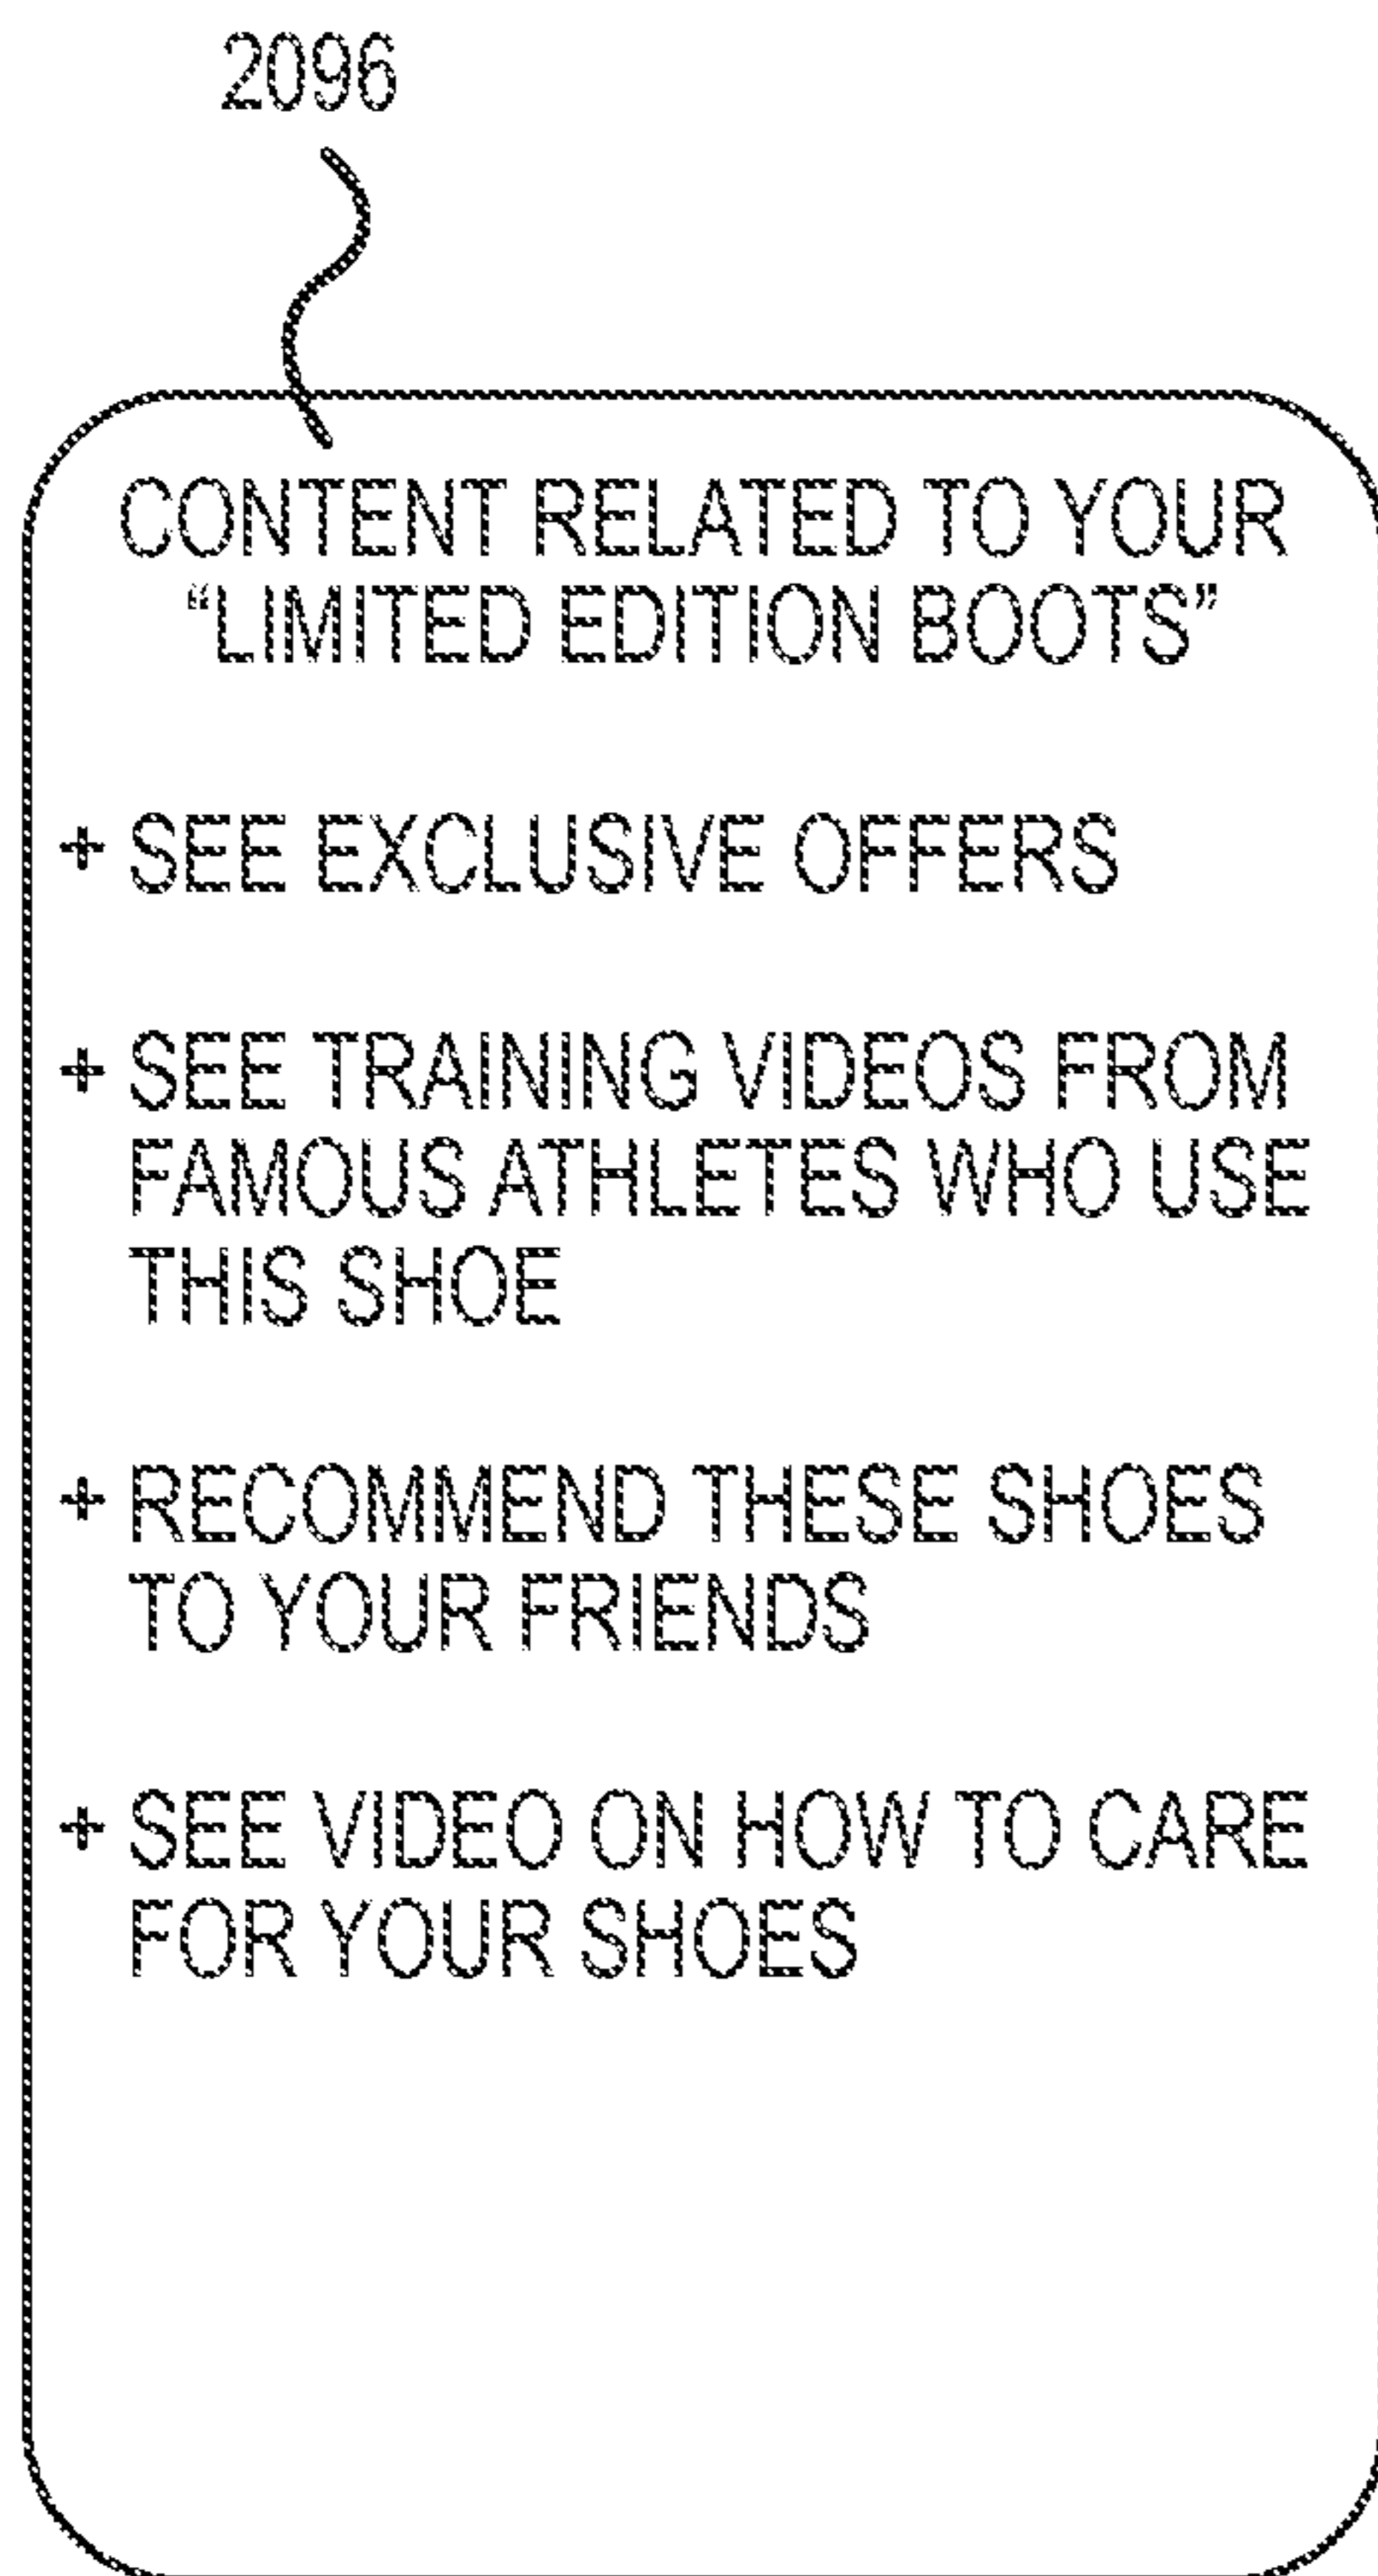 2096
CONTENT RELATED TO YOUR
“LIMITED EDITION BOOTS”
+ SEE EXCLUSIVE OFFERS
+ SEE TRAINING VIDEOS FROM
FAMOUS ATHLETES WHO USE
THIS SHOE
+ RECOMMEND THESE SHOES
TO YOUR FRIENDS
+ SEE VIDEO ON HOW TO CARE
FOR YOUR SHOES